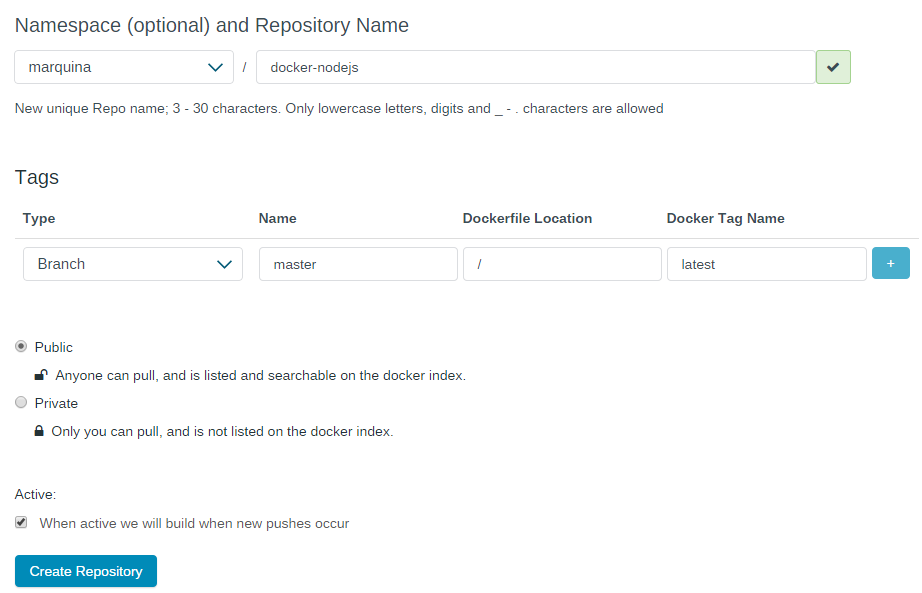 Namespace (optional) and Repository Name
marquina / docker-nodejs
New unique Repo name; 3 - 30 characters. Only lowercase letters, digits and _ - . characters are allowed
Tags
Type Name Dockerfile Location Docker Tag Name
Branch master / latest +
Public
Anyone can pull, and is listed and searchable on the docker index.
Private
Only you can pull, and is not listed on the docker index.
Active:
When active we will build when new pushes occur
Create Repository